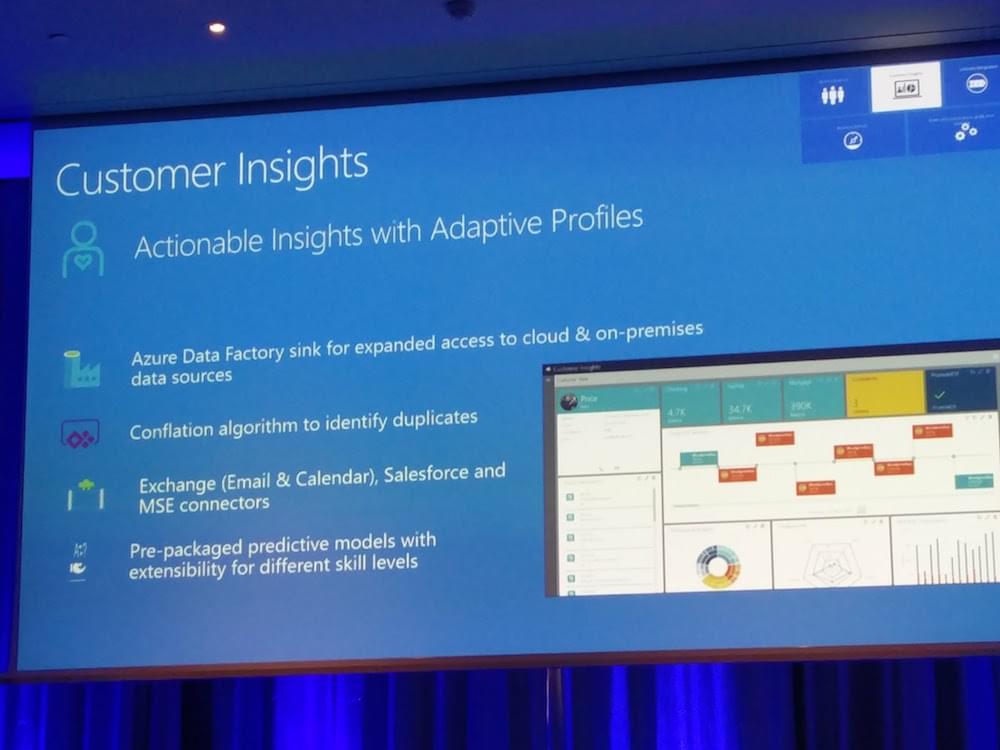 Customer Insights
Actionable Insights with Adaptive Profiles
Azure Data Factory sink for expanded access to cloud & on-premises
data sources
Conflation algorithm to identify duplicates
Exchange (Email & Calendar), Salesforce and
MSE connectors
Pre-packaged predictive models with
extensibility for different skill levels
Customer Insights
Price
4.7K
34.7K
Mortgage
390K
3